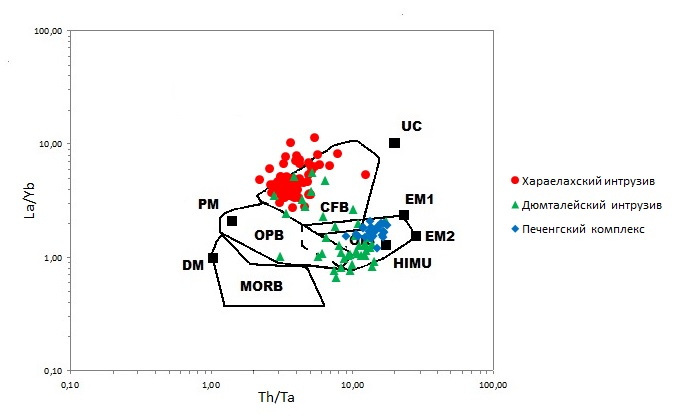 100,00
10,00
1,00
0,10
La/Yb
UC
PM
CFB
EM1
OPB
EM2
DM
HIMU
MORB
0,10
1,00
10,00
100,00
Th/Ta
Хараелахский интрузив
Дюмталейский интрузив
Печенгский комплекс